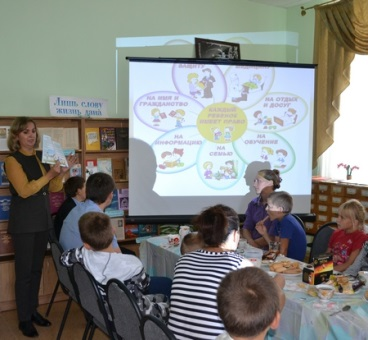 Лишь слову
жизнь дана
ЗАЩИТУ
НА ИМЯ И
ГРАЖДАНСТВО
НА ОТДЫХ
И ДОСУГ
КАЖДЫЙ
РЕБЕНОК
ИМЕЕТ ПРАВО
НА
ИНФОРМАЦИЮ
НА
ОБУЧЕНИЕ
НА
СЕМЬЮ